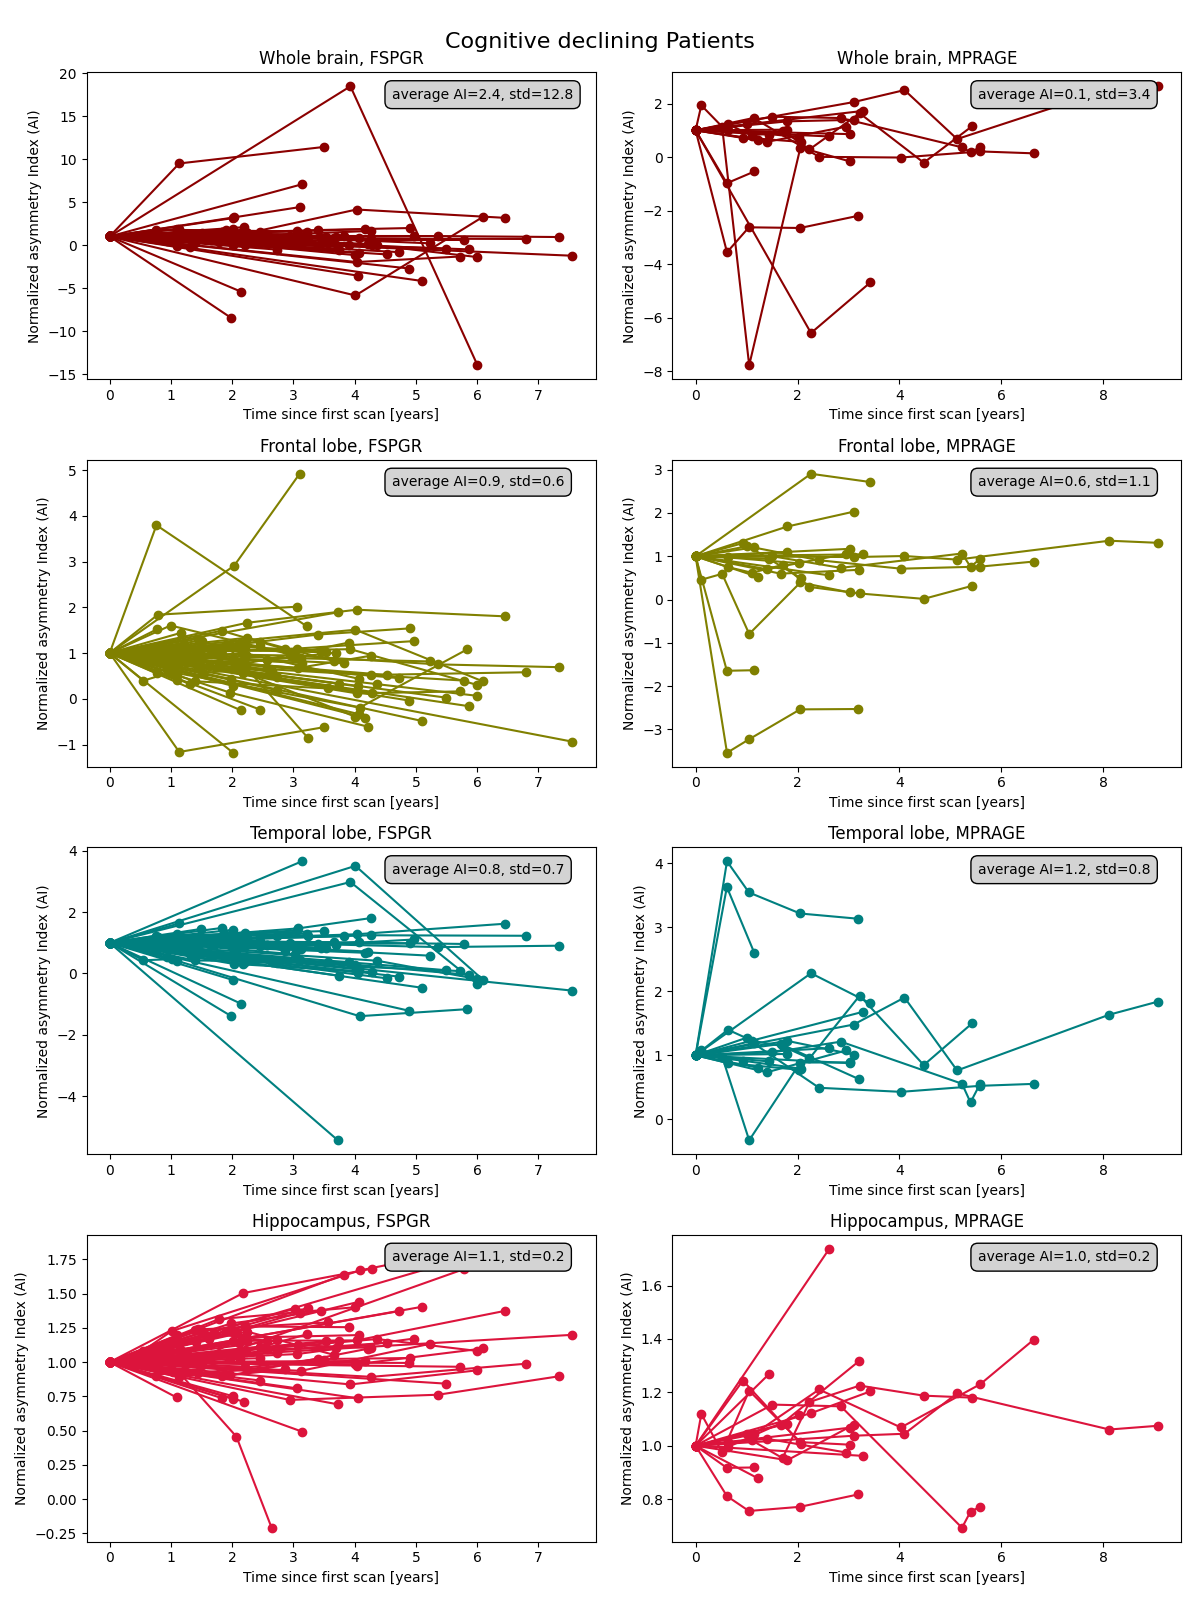 Cognitive declining Patients
Whole brain, FSPGR
Normalized asymmetry Index (AI)
20
15
10
5
0
−5
−10
−15
average AI=2.4, std=12.8
0 1 2 3 4 5 6 7
Time since first scan [years]
Whole brain, MPRAGE
Normalized asymmetry Index (AI)
2
0
−2
−4
−6
−8
average AI=0.1, std=3.4
0 2 4 6 8
Time since first scan [years]
Frontal lobe, FSPGR
Normalized asymmetry Index (AI)
5
4
3
2
1
0
−1
average AI=0.9, std=0.6
0 1 2 3 4 5 6 7
Time since first scan [years]
Frontal lobe, MPRAGE
Normalized asymmetry Index (AI)
3
2
1
0
−1
−2
−3
average AI=0.6, std=1.1
0 2 4 6 8
Time since first scan [years]
Temporal lobe, FSPGR
Normalized asymmetry Index (AI)
4
2
0
−2
−4
average AI=0.8, std=0.7
0 1 2 3 4 5 6 7
Time since first scan [years]
Temporal lobe, MPRAGE
Normalized asymmetry Index (AI)
4
3
2
1
0
average AI=1.2, std=0.8
0 2 4 6 8
Time since first scan [years]
Hippocampus, FSPGR
Normalized asymmetry Index (AI)
1.75
1.50
1.25
1.00
0.75
0.50
0.25
0.00
−0.25
average AI=1.1, std=0.2
0 1 2 3 4 5 6 7
Time since first scan [years]
Hippocampus, MPRAGE
Normalized asymmetry Index (AI)
1.6
1.4
1.2
1.0
0.8
average AI=1.0, std=0.2
0 2 4 6 8
Time since first scan [years]